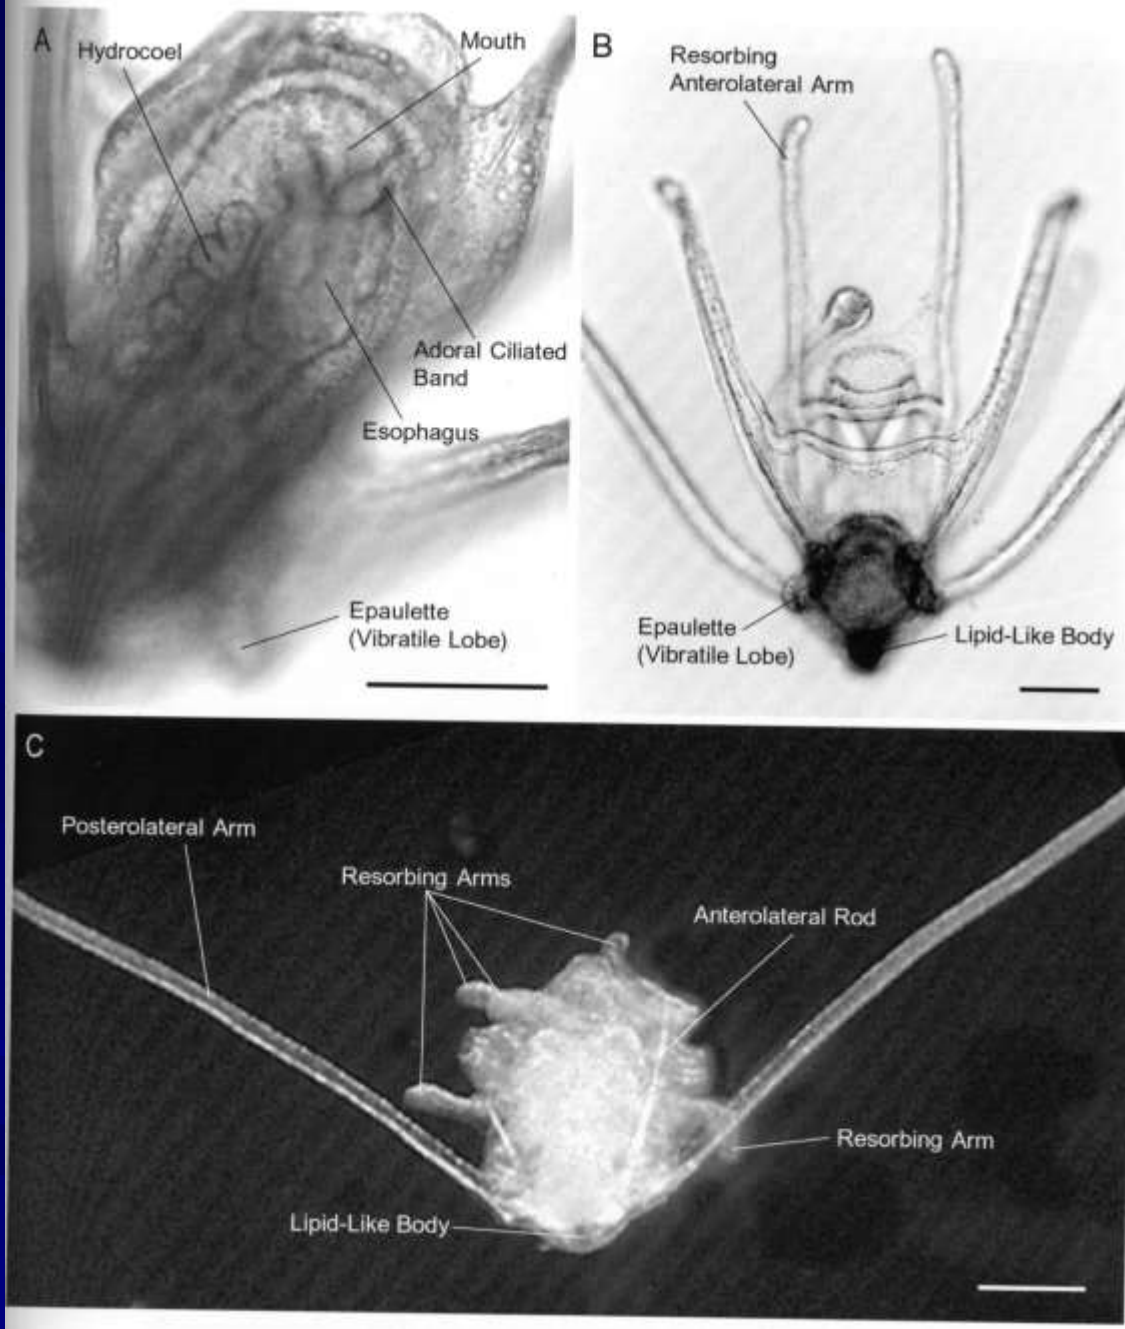 A
Hydrocoel
Mouth
Adoral Ciliated
Band
Esophagus
Epaulette
(Vibratile Lobe)
B
Resorbing
Anterolateral Arm
Epaulette
(Vibratile Lobe)
Lipid-Like Body
C
Posterolateral Arm
Resorbing Arms
Anterolateral Rod
Resorbing Arm
Lipid-Like Body